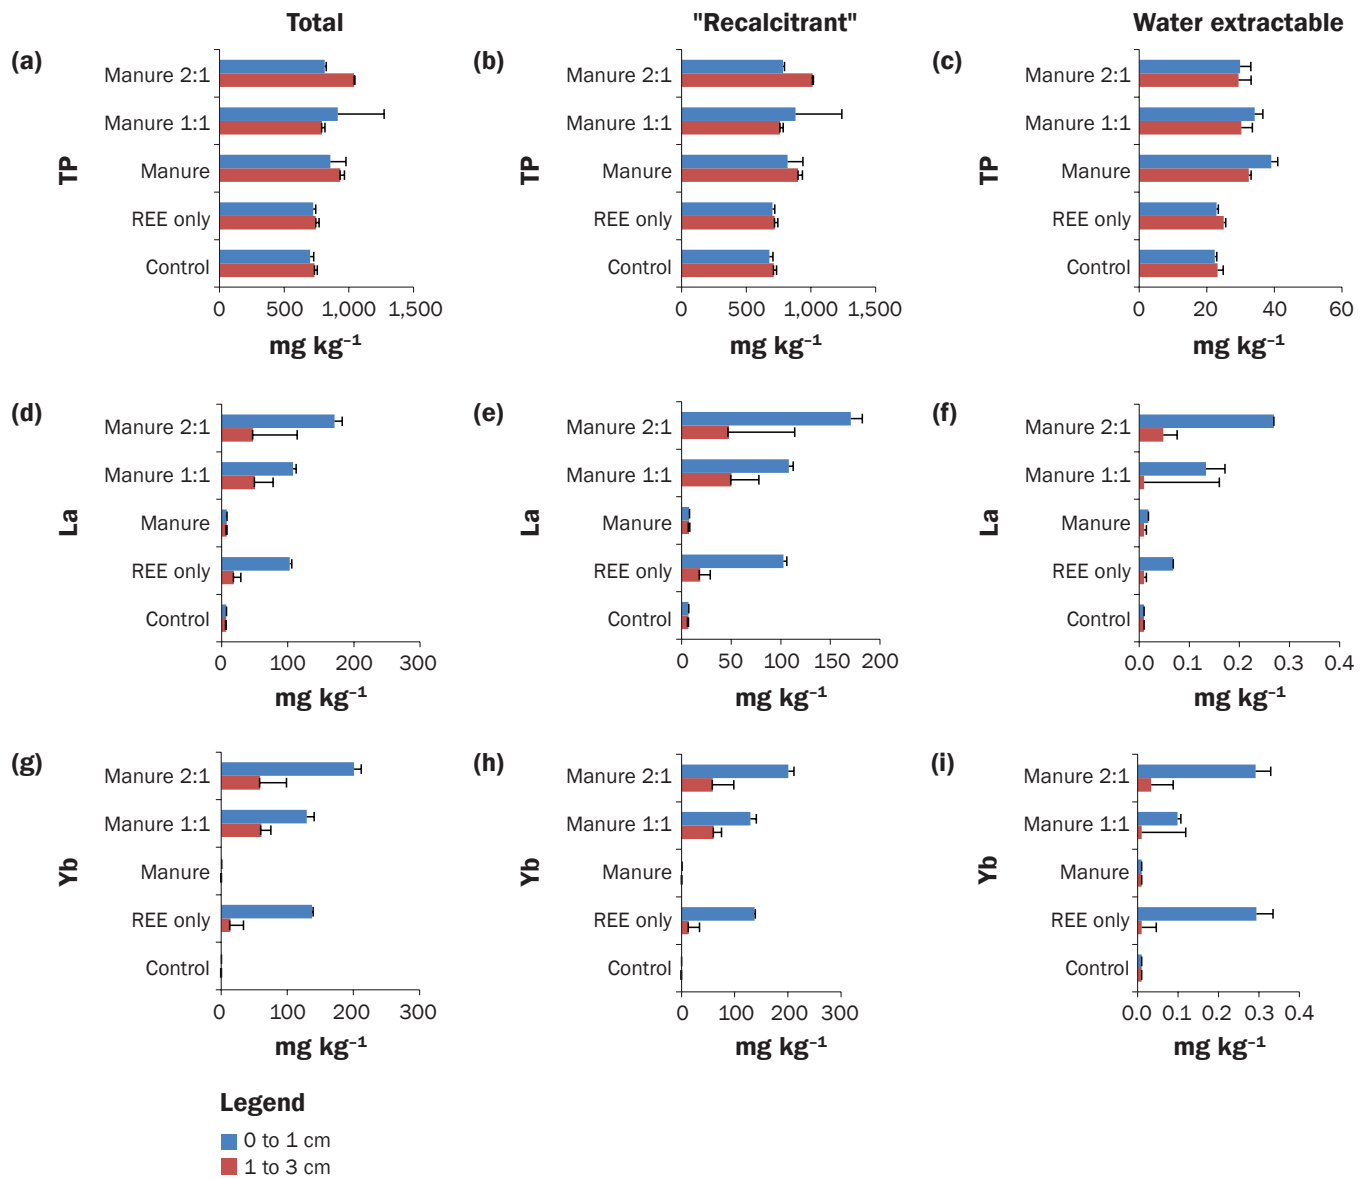 Total
"Recalcitrant"
Water extractable
(a)
TP
Manure 2:1
Manure 1:1
Manure
REE only
Control
0 500 1,000 1,500
mg kg⁻¹
(b)
TP
Manure 2:1
Manure 1:1
Manure
REE only
Control
0 500 1,000 1,500
mg kg⁻¹
(c)
TP
Manure 2:1
Manure 1:1
Manure
REE only
Control
0 20 40 60
mg kg⁻¹
(d)
La
Manure 2:1
Manure 1:1
Manure
REE only
Control
0 100 200 300
mg kg⁻¹
(e)
La
Manure 2:1
Manure 1:1
Manure
REE only
Control
0 50 100 150 200
mg kg⁻¹
(f)
La
Manure 2:1
Manure 1:1
Manure
REE only
Control
0.0 0.1 0.2 0.3 0.4
mg kg⁻¹
(g)
Yb
Manure 2:1
Manure 1:1
Manure
REE only
Control
0 100 200 300
mg kg⁻¹
(h)
Yb
Manure 2:1
Manure 1:1
Manure
REE only
Control
0 100 200 300
mg kg⁻¹
(i)
Yb
Manure 2:1
Manure 1:1
Manure
REE only
Control
0.0 0.1 0.2 0.3 0.4
mg kg⁻¹
Legend
0 to 1 cm
1 to 3 cm